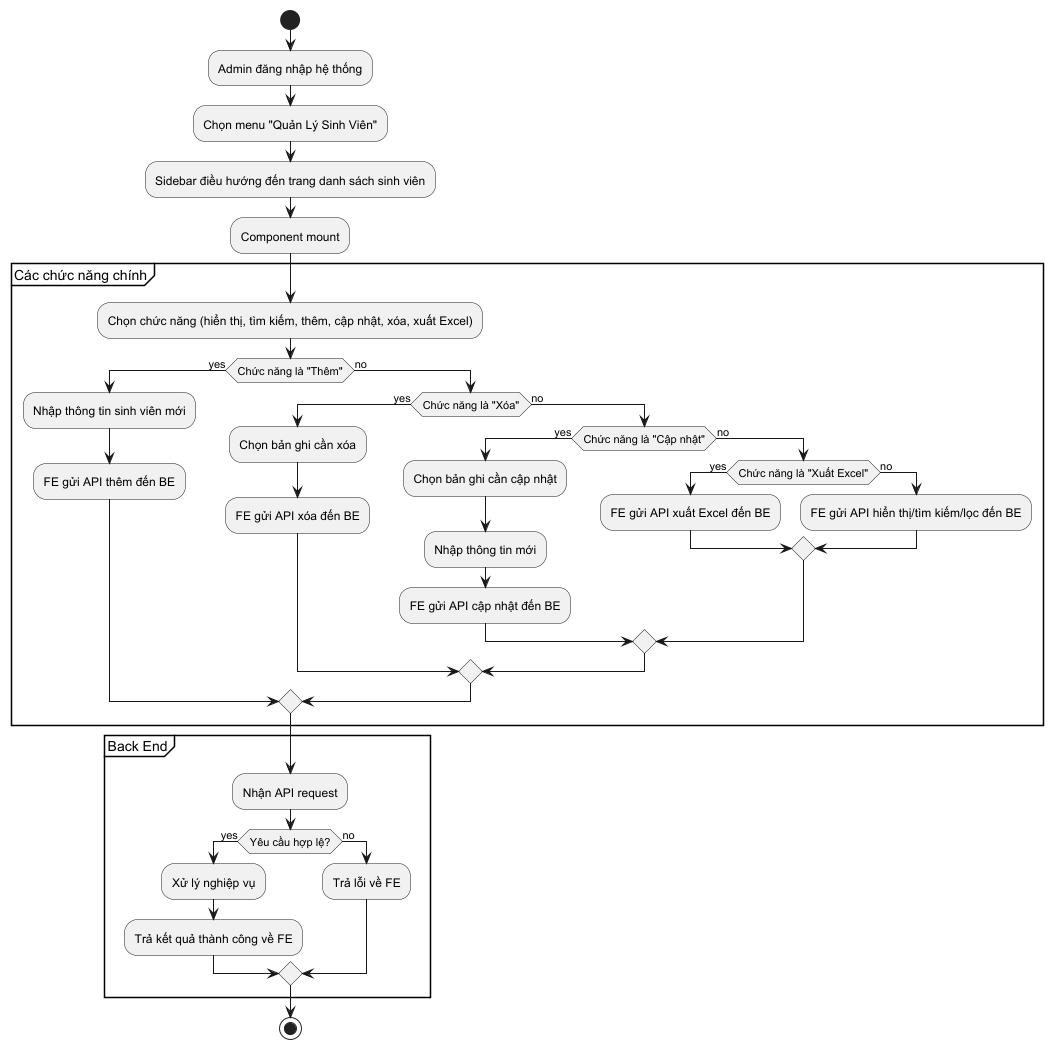 Admin đăng nhập hệ thống
Chọn menu "Quản Lý Sinh Viên"
Sidebar điều hướng đến trang danh sách sinh viên
Component mount
Các chức năng chính
Chọn chức năng (hiển thị, tìm kiếm, thêm, cập nhật, xóa, xuất Excel)
yes
Chức năng là "Thêm"
no
Nhập thông tin sinh viên mới
FE gửi API thêm đến BE
yes
Chức năng là "Xóa"
no
Chọn bản ghi cần xóa
FE gửi API xóa đến BE
yes
Chức năng là "Cập nhật"
no
Chọn bản ghi cần cập nhật
Nhập thông tin mới
FE gửi API cập nhật đến BE
yes
Chức năng là "Xuất Excel"
no
FE gửi API xuất Excel đến BE
FE gửi API hiển thị/tìm kiếm/lọc đến BE
Back End
Nhận API request
yes
Yêu cầu hợp lệ?
no
Xử lý nghiệp vụ
Trả kết quả thành công về FE
Trả lỗi về FE